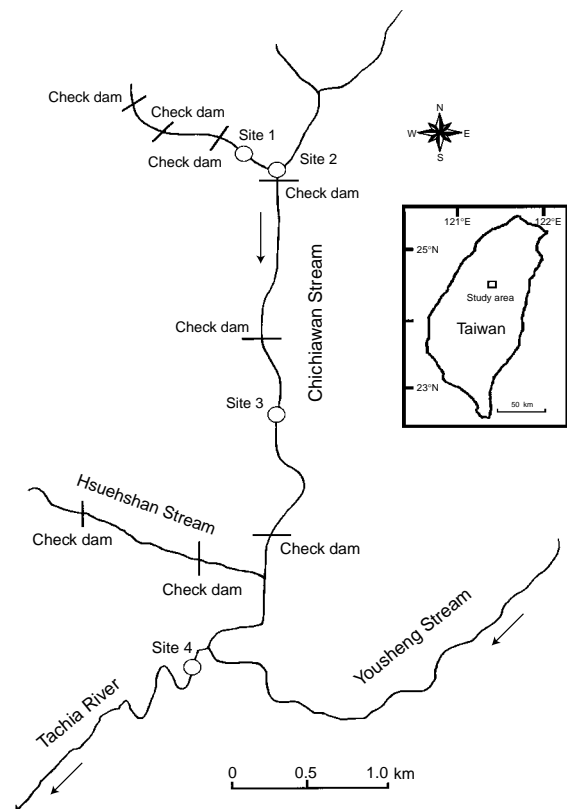 Check dam
Check dam
Site 1
Check dam
Site 2
Check dam
N
W
E
S
121°E
122°E
25°N
Study area
Taiwan
23°N
50 km
Chichiawan Stream
Check dam
Site 3
Hsuehshan Stream
Check dam
Check dam
Check dam
Yousheng Stream
Site 4
Tachia River
0 0.5 1.0 km